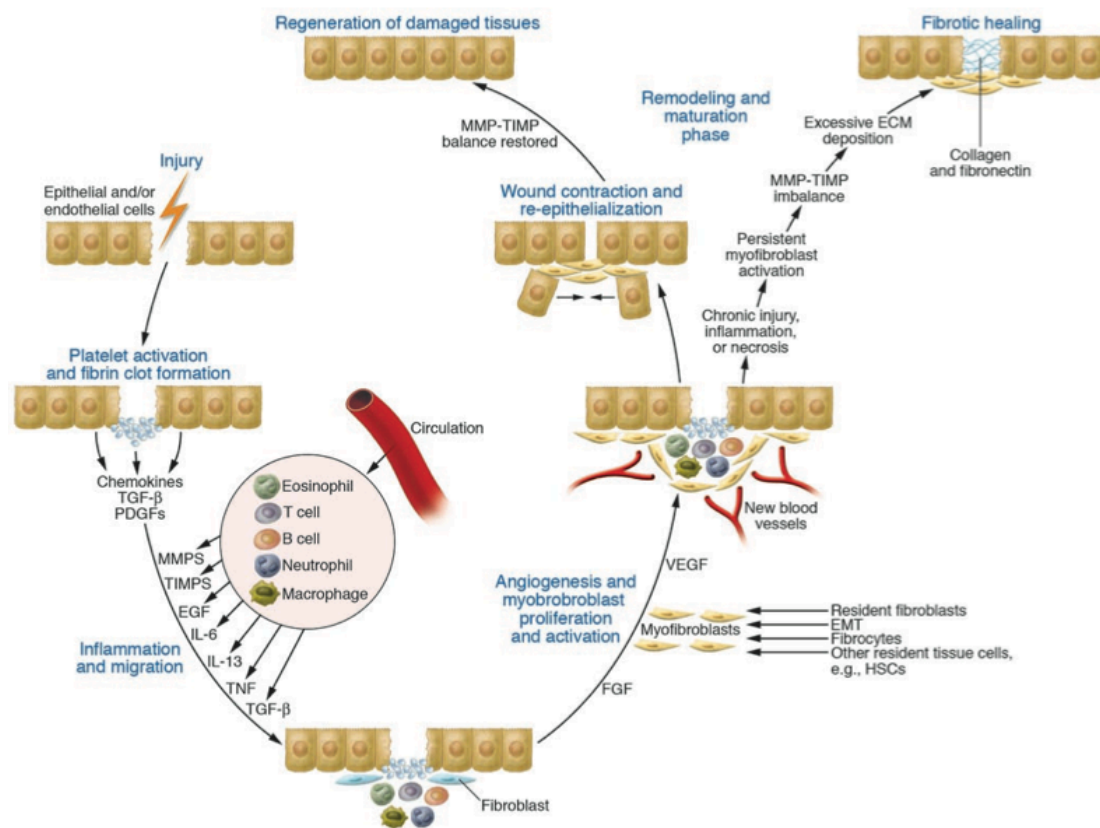 Regeneration of damaged tissues
Fibrotic healing
Remodeling and
maturation
phase
MMP-TIMP
balance restored
Excessive ECM
deposition
Collagen
and fibronectin
Injury
Epithelial and/or
endothelial cells
MMP-TIMP
imbalance
Wound contraction and
re-epithelialization
Persistent
myofibroblast
activation
Chronic injury,
inflammation,
or necrosis
Platelet activation
and fibrin clot formation
Circulation
Chemokines
TGF-β
PDGFs
Eosinophil
T cell
B cell
Neutrophil
Macrophage
MMPS
TIMPS
EGF
IL-6
IL-13
TNF
TGF-β
Inflammation
and migration
New blood
vessels
VEGF
Angiogenesis and
myobrobroblast
proliferation
and activation
FGF
Myofibroblasts
Resident fibroblasts
EMT
Fibrocytes
Other resident tissue cells,
e.g., HSCs
Fibroblast